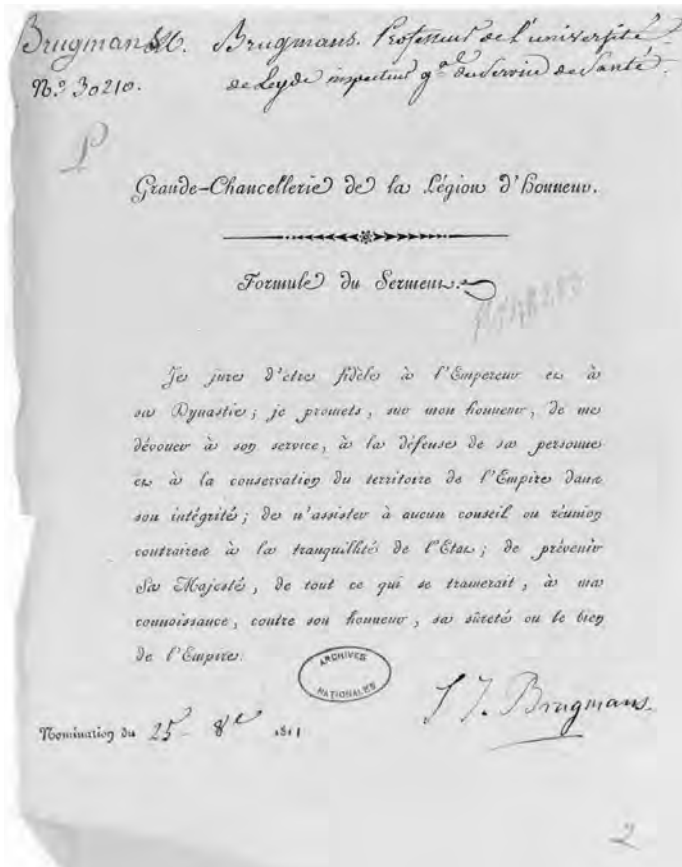 Brugmans M. Brugmans. Professeur de l'université
N.º 30210. de Leyde inspecteur g.al du Service de Santé.
P
Grande-Chancellerie de la Légion d'Honneur.
Formule du Serment.
Je jure d'être fidèle à l'Empereur et à
sa Dynastie; je promets, sur mon honneur, de me
dévouer à son service, à la défense de sa personne
et à la conservation du territoire de l'Empire dans
son intégrité; de n'assister à aucun conseil ou réunion
contraire à la tranquillité de l'Etat; de prévenir
Sa Majesté, de tout ce qui se tramerait, à ma
connoissance, contre son honneur, sa sûreté ou le bien
de l'Empire.
ARCHIVES
NATIONALES
S J. Brugmans.
Nomination du 25 8.e 1811
2